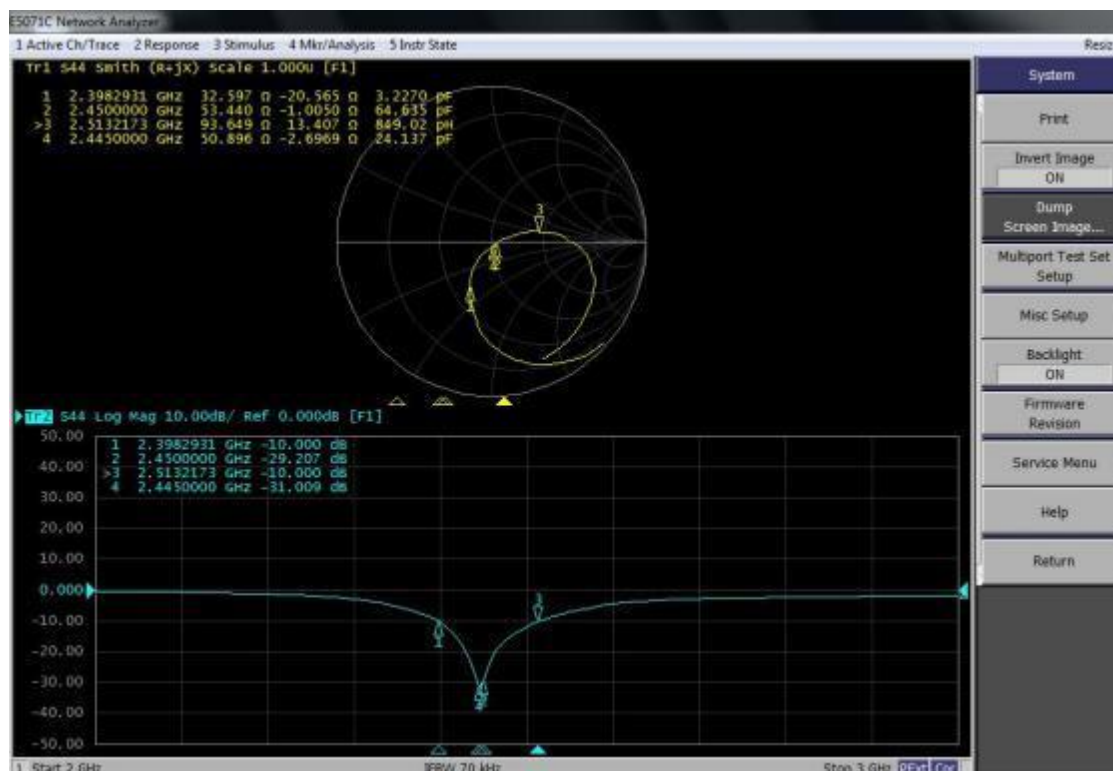 E5071C Network Analyzer
1 Active Ch/Trace 2 Response 3 Stimulus 4 Mkr/Analysis 5 Instr State
Resiz
Tr1 S44 Smith (R+jX) Scale 1.000U [F1]
1 2.3982931 GHz 32.597 Ω -20.565 Ω 3.2270 pF
2 2.4500000 GHz 53.440 Ω -1.0050 Ω 64.635 pF
>3 2.5132173 GHz 93.649 Ω 13.407 Ω 849.02 pH
4 2.4450000 GHz 50.896 Ω -2.6969 Ω 24.137 pF
3
1
Tr2 S44 Log Mag 10.00dB/ Ref 0.000dB [F1]
50.00
40.00
30.00
20.00
10.00
0.000
-10.00
-20.00
-30.00
-40.00
-50.00
1 2.3982931 GHz -10.000 dB
2 2.4500000 GHz -29.207 dB
>3 2.5132173 GHz -10.000 dB
4 2.4450000 GHz -31.009 dB
3
1
1 Start 2 GHz
IFBW 70 kHz
Stop 3 GHz
Cor
System
Print
Invert Image
ON
Dump
Screen Image...
Multiport Test Set
Setup
Misc Setup
Backlight
ON
Firmware
Revision
Service Menu
Help
Return